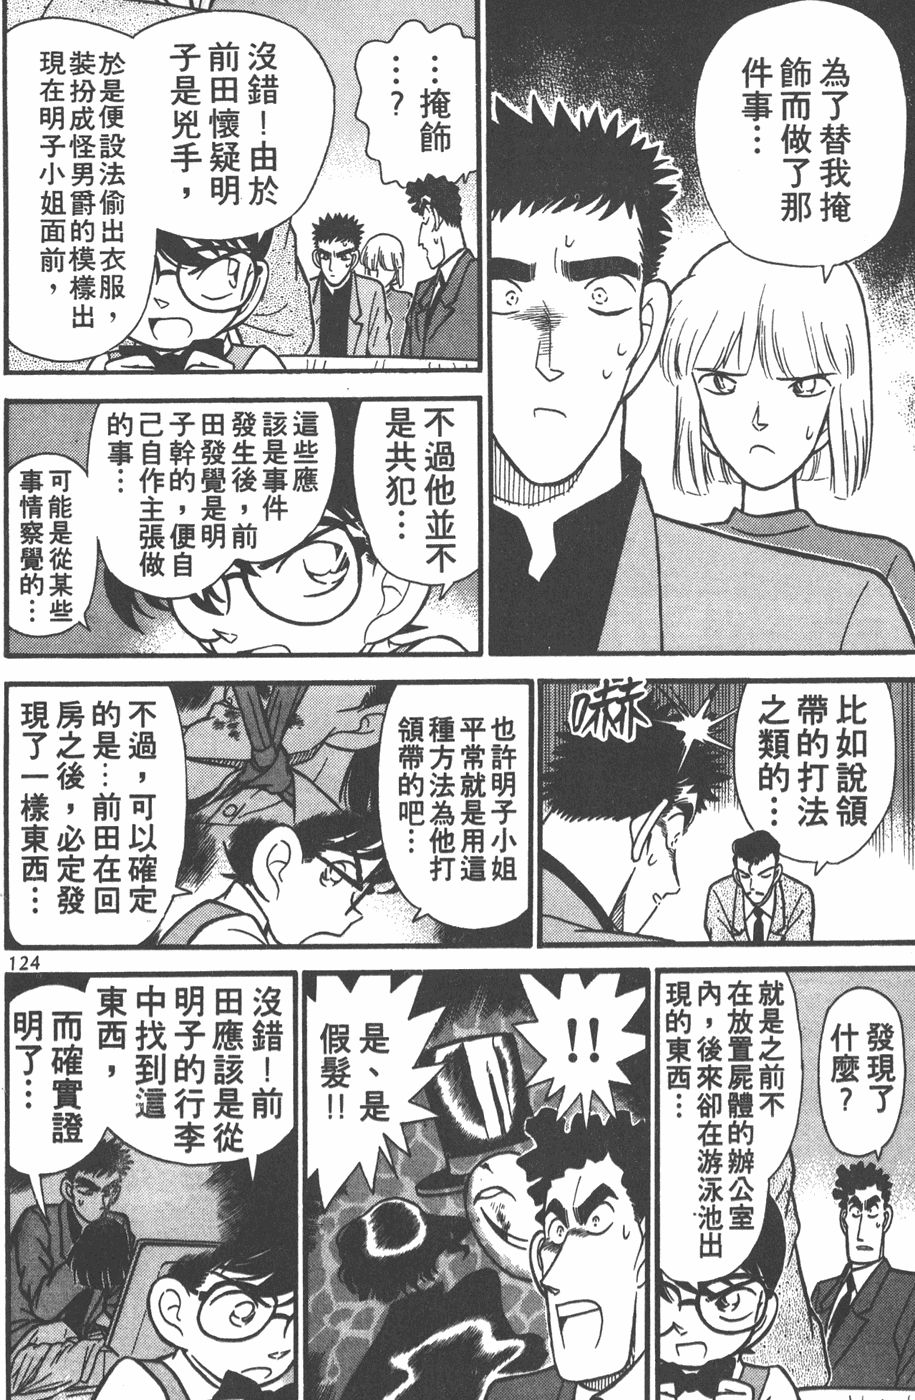 為了替我掩
飾而做了那
件事…
…掩飾
…?
沒錯!由於
前田懷疑明
子是兇手,
於是便設法偷出衣服,
裝扮成怪男爵的模樣出
現在明子小姐面前,
不過他並不
是共犯…
這些應
該是事件
發生後,前
田發覺是明
子幹的,便自
己自作主張做
的事…
可能是從某些
事情察覺的…
比如說領
帶的打法
之類的…
嚇
也許明子小姐
平常就是用這
種方法為他打
領帶的吧…
不過,可以確定
的是…前田在回
房之後,必定發
現了一樣東西…
124
發現了
什麼?
就是之前不
在放置屍體的辦公室
內,後來卻在游泳池出
現的東西…
!!
是、是
假髮!!
沒錯!前
田應該是從
明子的行李
中找到這
東西,
而確實證
明了…